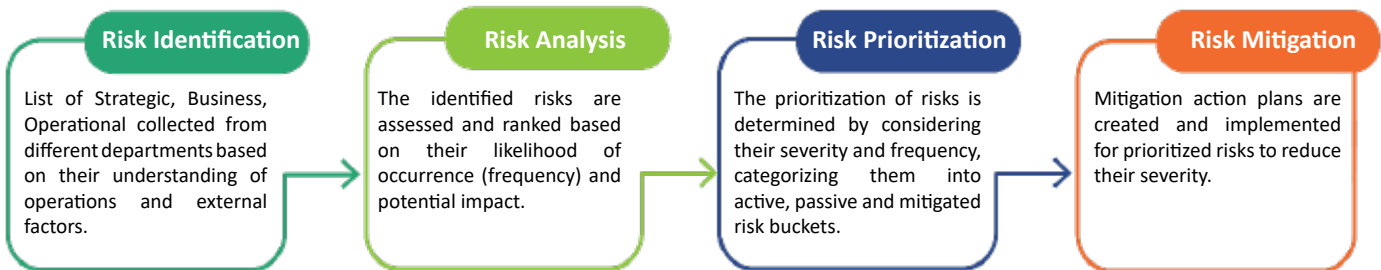 Risk Identification
List of Strategic, Business,
Operational collected from
different departments based
on their understanding of
operations and external
factors.
Risk Analysis
The identified risks are
assessed and ranked based
on their likelihood of
occurrence (frequency) and
potential impact.
Risk Prioritization
The prioritization of risks is
determined by considering
their severity and frequency,
categorizing them into
active, passive and mitigated
risk buckets.
Risk Mitigation
Mitigation action plans are
created and implemented
for prioritized risks to reduce
their severity.